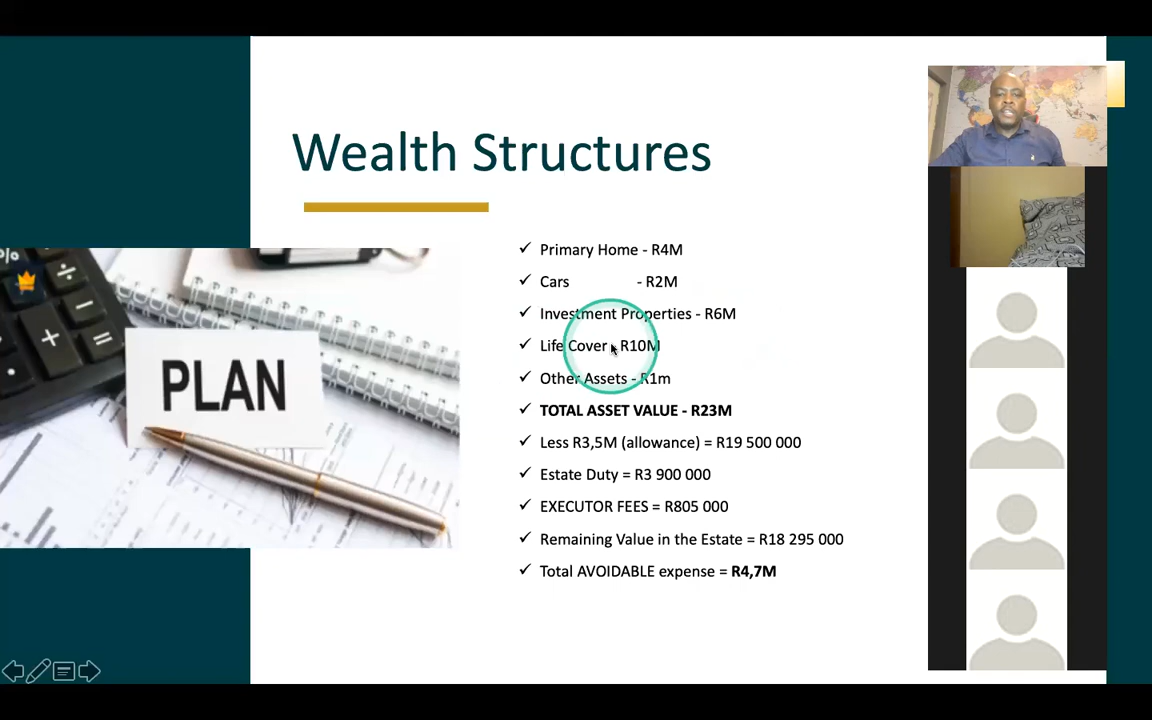 Wealth Structures
Primary Home - R4M
Cars - R2M
Investment Properties - R6M
Life Cover - R10M
Other Assets - R1m
TOTAL ASSET VALUE - R23M
Less R3,5M (allowance) = R19 500 000
Estate Duty = R3 900 000
EXECUTOR FEES = R805 000
Remaining Value in the Estate = R18 295 000
Total AVOIDABLE expense = R4,7M
%
PLAN